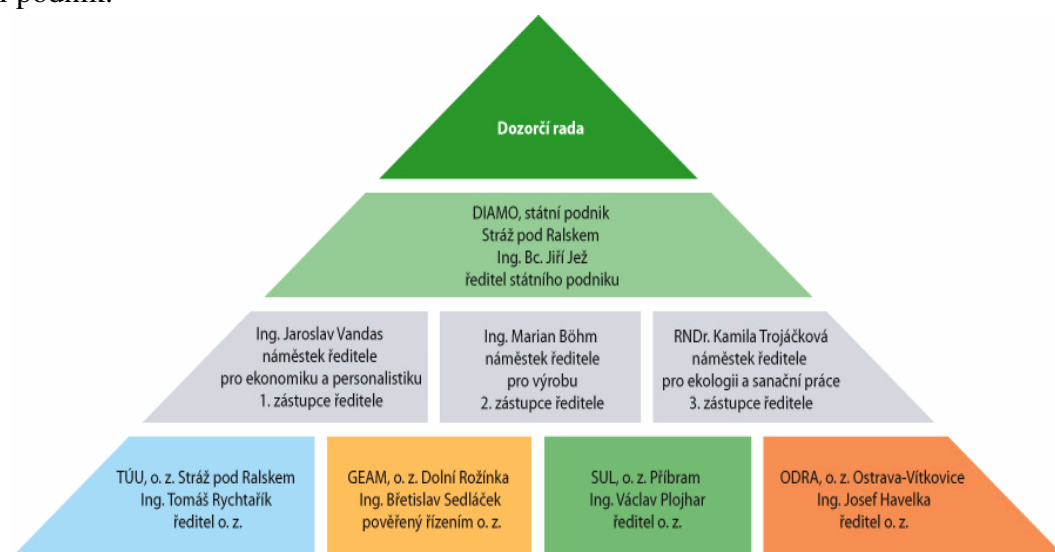 í podnik.
Dozorčí rada
DIAMO, státní podnik
Stráž pod Ralskem
Ing. Bc. Jiří Jež
ředitel státního podniku
Ing. Jaroslav Vandas
náměstek ředitele
pro ekonomiku a personalistiku
1. zástupce ředitele
Ing. Marian Böhm
náměstek ředitele
pro výrobu
2. zástupce ředitele
RNDr. Kamila Trojáčková
náměstek ředitele
pro ekologii a sanační práce
3. zástupce ředitele
TÚU, o. z. Stráž pod Ralskem
Ing. Tomáš Rychtařík
ředitel o. z.
GEAM, o. z. Dolní Rožínka
Ing. Břetislav Sedláček
pověřený řízením o. z.
SUL, o. z. Příbram
Ing. Václav Plojhar
ředitel o. z.
ODRA, o. z. Ostrava-Vítkovice
Ing. Josef Havelka
ředitel o. z.